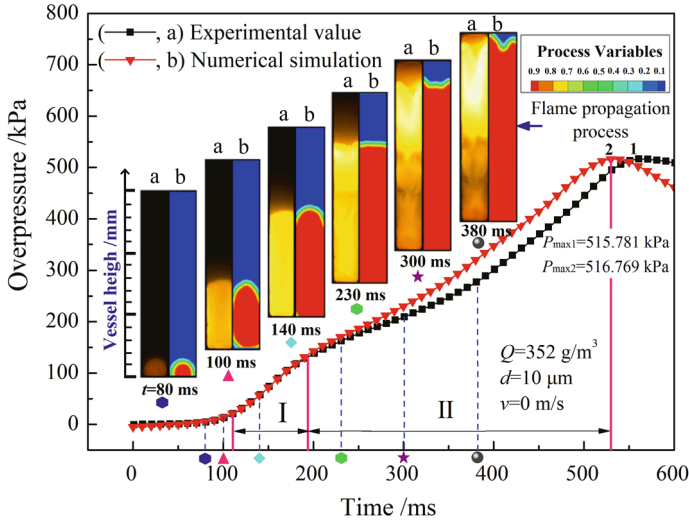 (■, a) Experimental value
(▼, b) Numerical simulation
Process Variables
0.9 0.8 0.7 0.6 0.5 0.4 0.3 0.2 0.1
Flame propagation
process
a b
t=80 ms
a b
100 ms
a b
140 ms
a b
230 ms
a b
300 ms
a b
380 ms
Vessel heigh /mm
2 1
Pmax1=515.781 kPa
Pmax2=516.769 kPa
Q=352 g/m³
d=10 μm
v=0 m/s
I
II
Overpressure /kPa
800
700
600
500
400
300
200
100
0
0 100 200 300 400 500 600
Time /ms